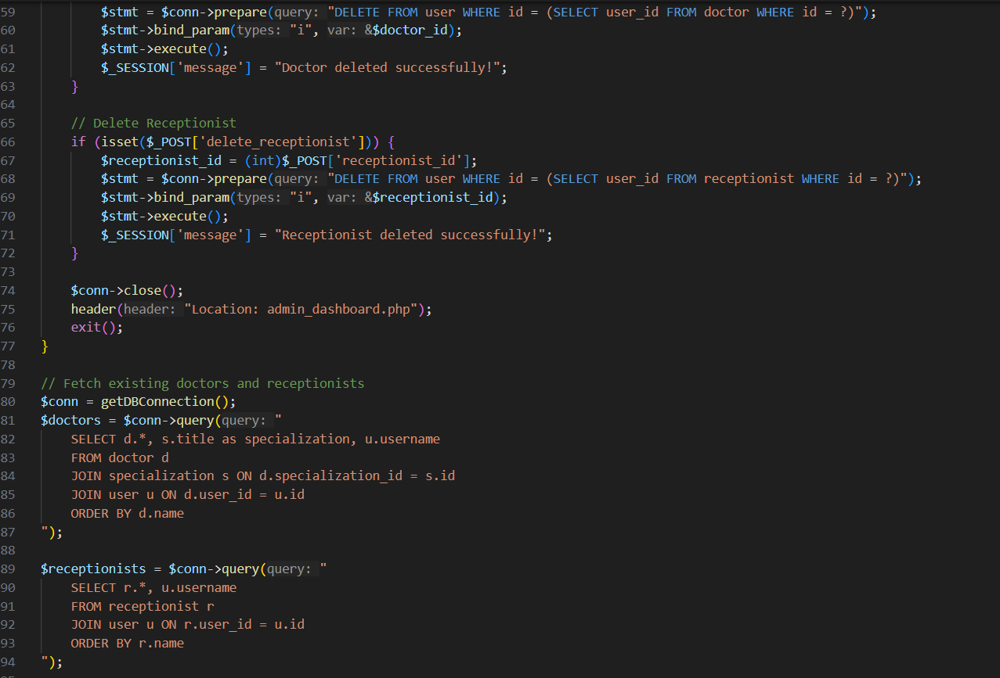 59 $stmt = $conn->prepare(query: "DELETE FROM user WHERE id = (SELECT user_id FROM doctor WHERE id = ?)");
60 $stmt->bind_param(types: "i", var: &$doctor_id);
61 $stmt->execute();
62 $_SESSION['message'] = "Doctor deleted successfully!";
63 }
64
65 // Delete Receptionist
66 if (isset($_POST['delete_receptionist'])) {
67 $receptionist_id = (int)$_POST['receptionist_id'];
68 $stmt = $conn->prepare(query: "DELETE FROM user WHERE id = (SELECT user_id FROM receptionist WHERE id = ?)");
69 $stmt->bind_param(types: "i", var: &$receptionist_id);
70 $stmt->execute();
71 $_SESSION['message'] = "Receptionist deleted successfully!";
72 }
73
74 $conn->close();
75 header(header: "Location: admin_dashboard.php");
76 exit();
77 }
78
79 // Fetch existing doctors and receptionists
80 $conn = getDBConnection();
81 $doctors = $conn->query(query: "
82 SELECT d.*, s.title as specialization, u.username
83 FROM doctor d
84 JOIN specialization s ON d.specialization_id = s.id
85 JOIN user u ON d.user_id = u.id
86 ORDER BY d.name
87 ");
88
89 $receptionists = $conn->query(query: "
90 SELECT r.*, u.username
91 FROM receptionist r
92 JOIN user u ON r.user_id = u.id
93 ORDER BY r.name
94 ");